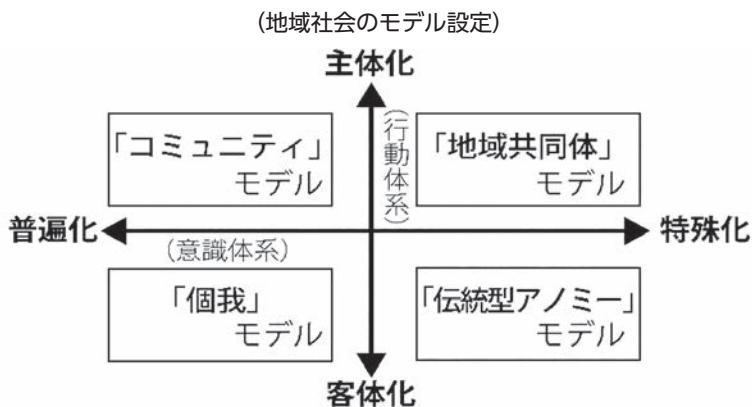 (地域社会のモデル設定)
主体化
(行動体系)
「コミュニティ」
モデル
「地域共同体」
モデル
普遍化
特殊化
(意識体系)
「個我」
モデル
「伝統型アノミー」
モデル
客体化